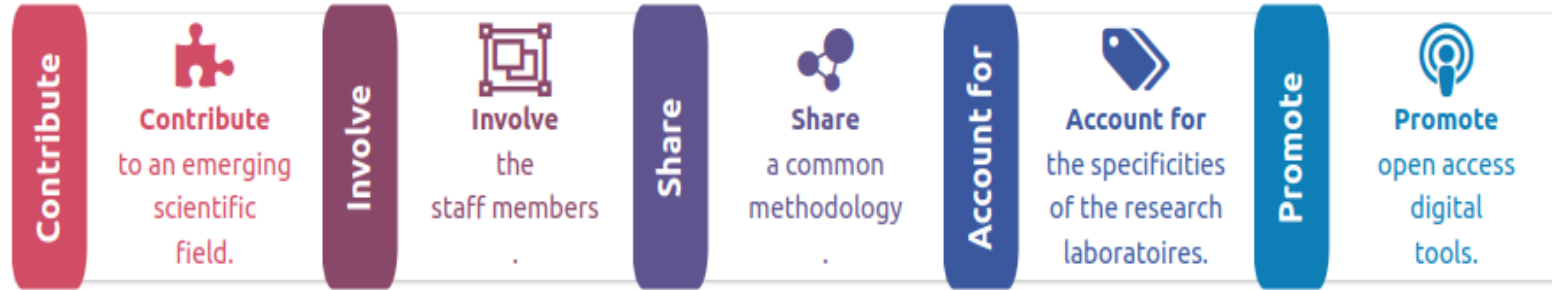 Contribute
Contribute
to an emerging
scientific
field.
Involve
Involve
the
staff members
.
Share
Share
a common
methodology
.
Account for
Account for
the specificities
of the research
laboratoires.
Promote
Promote
open access
digital
tools.